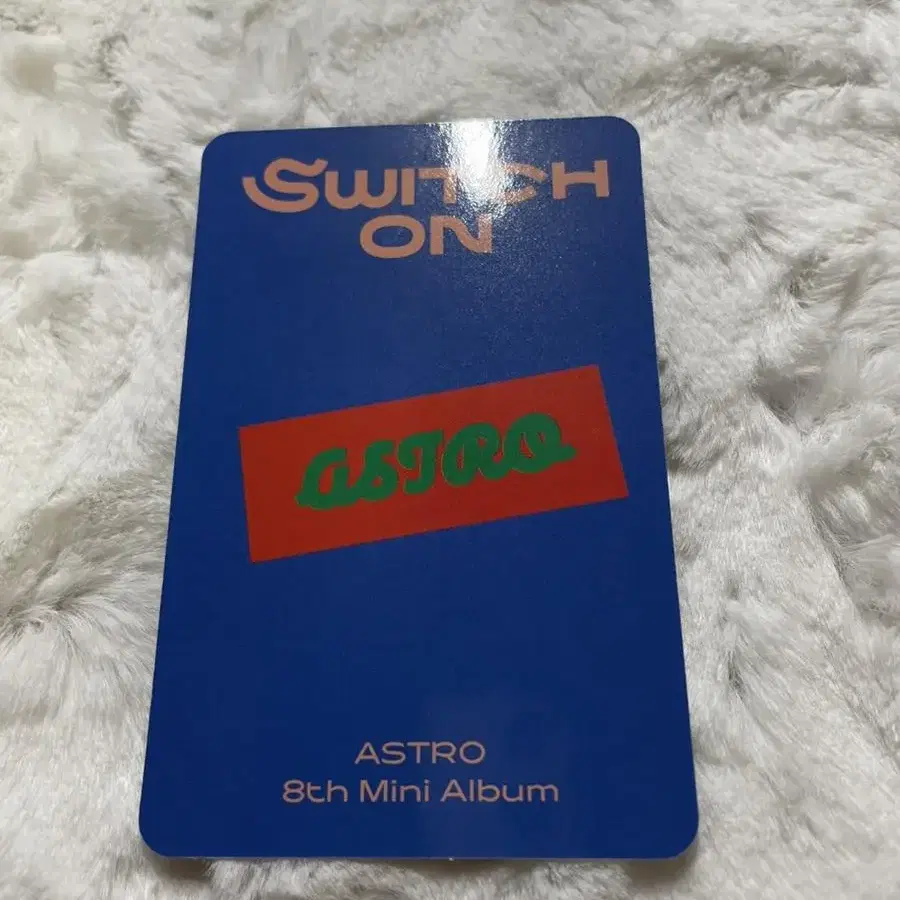 SWITCH
ON
ASTRO
ASTRO
8th Mini Album